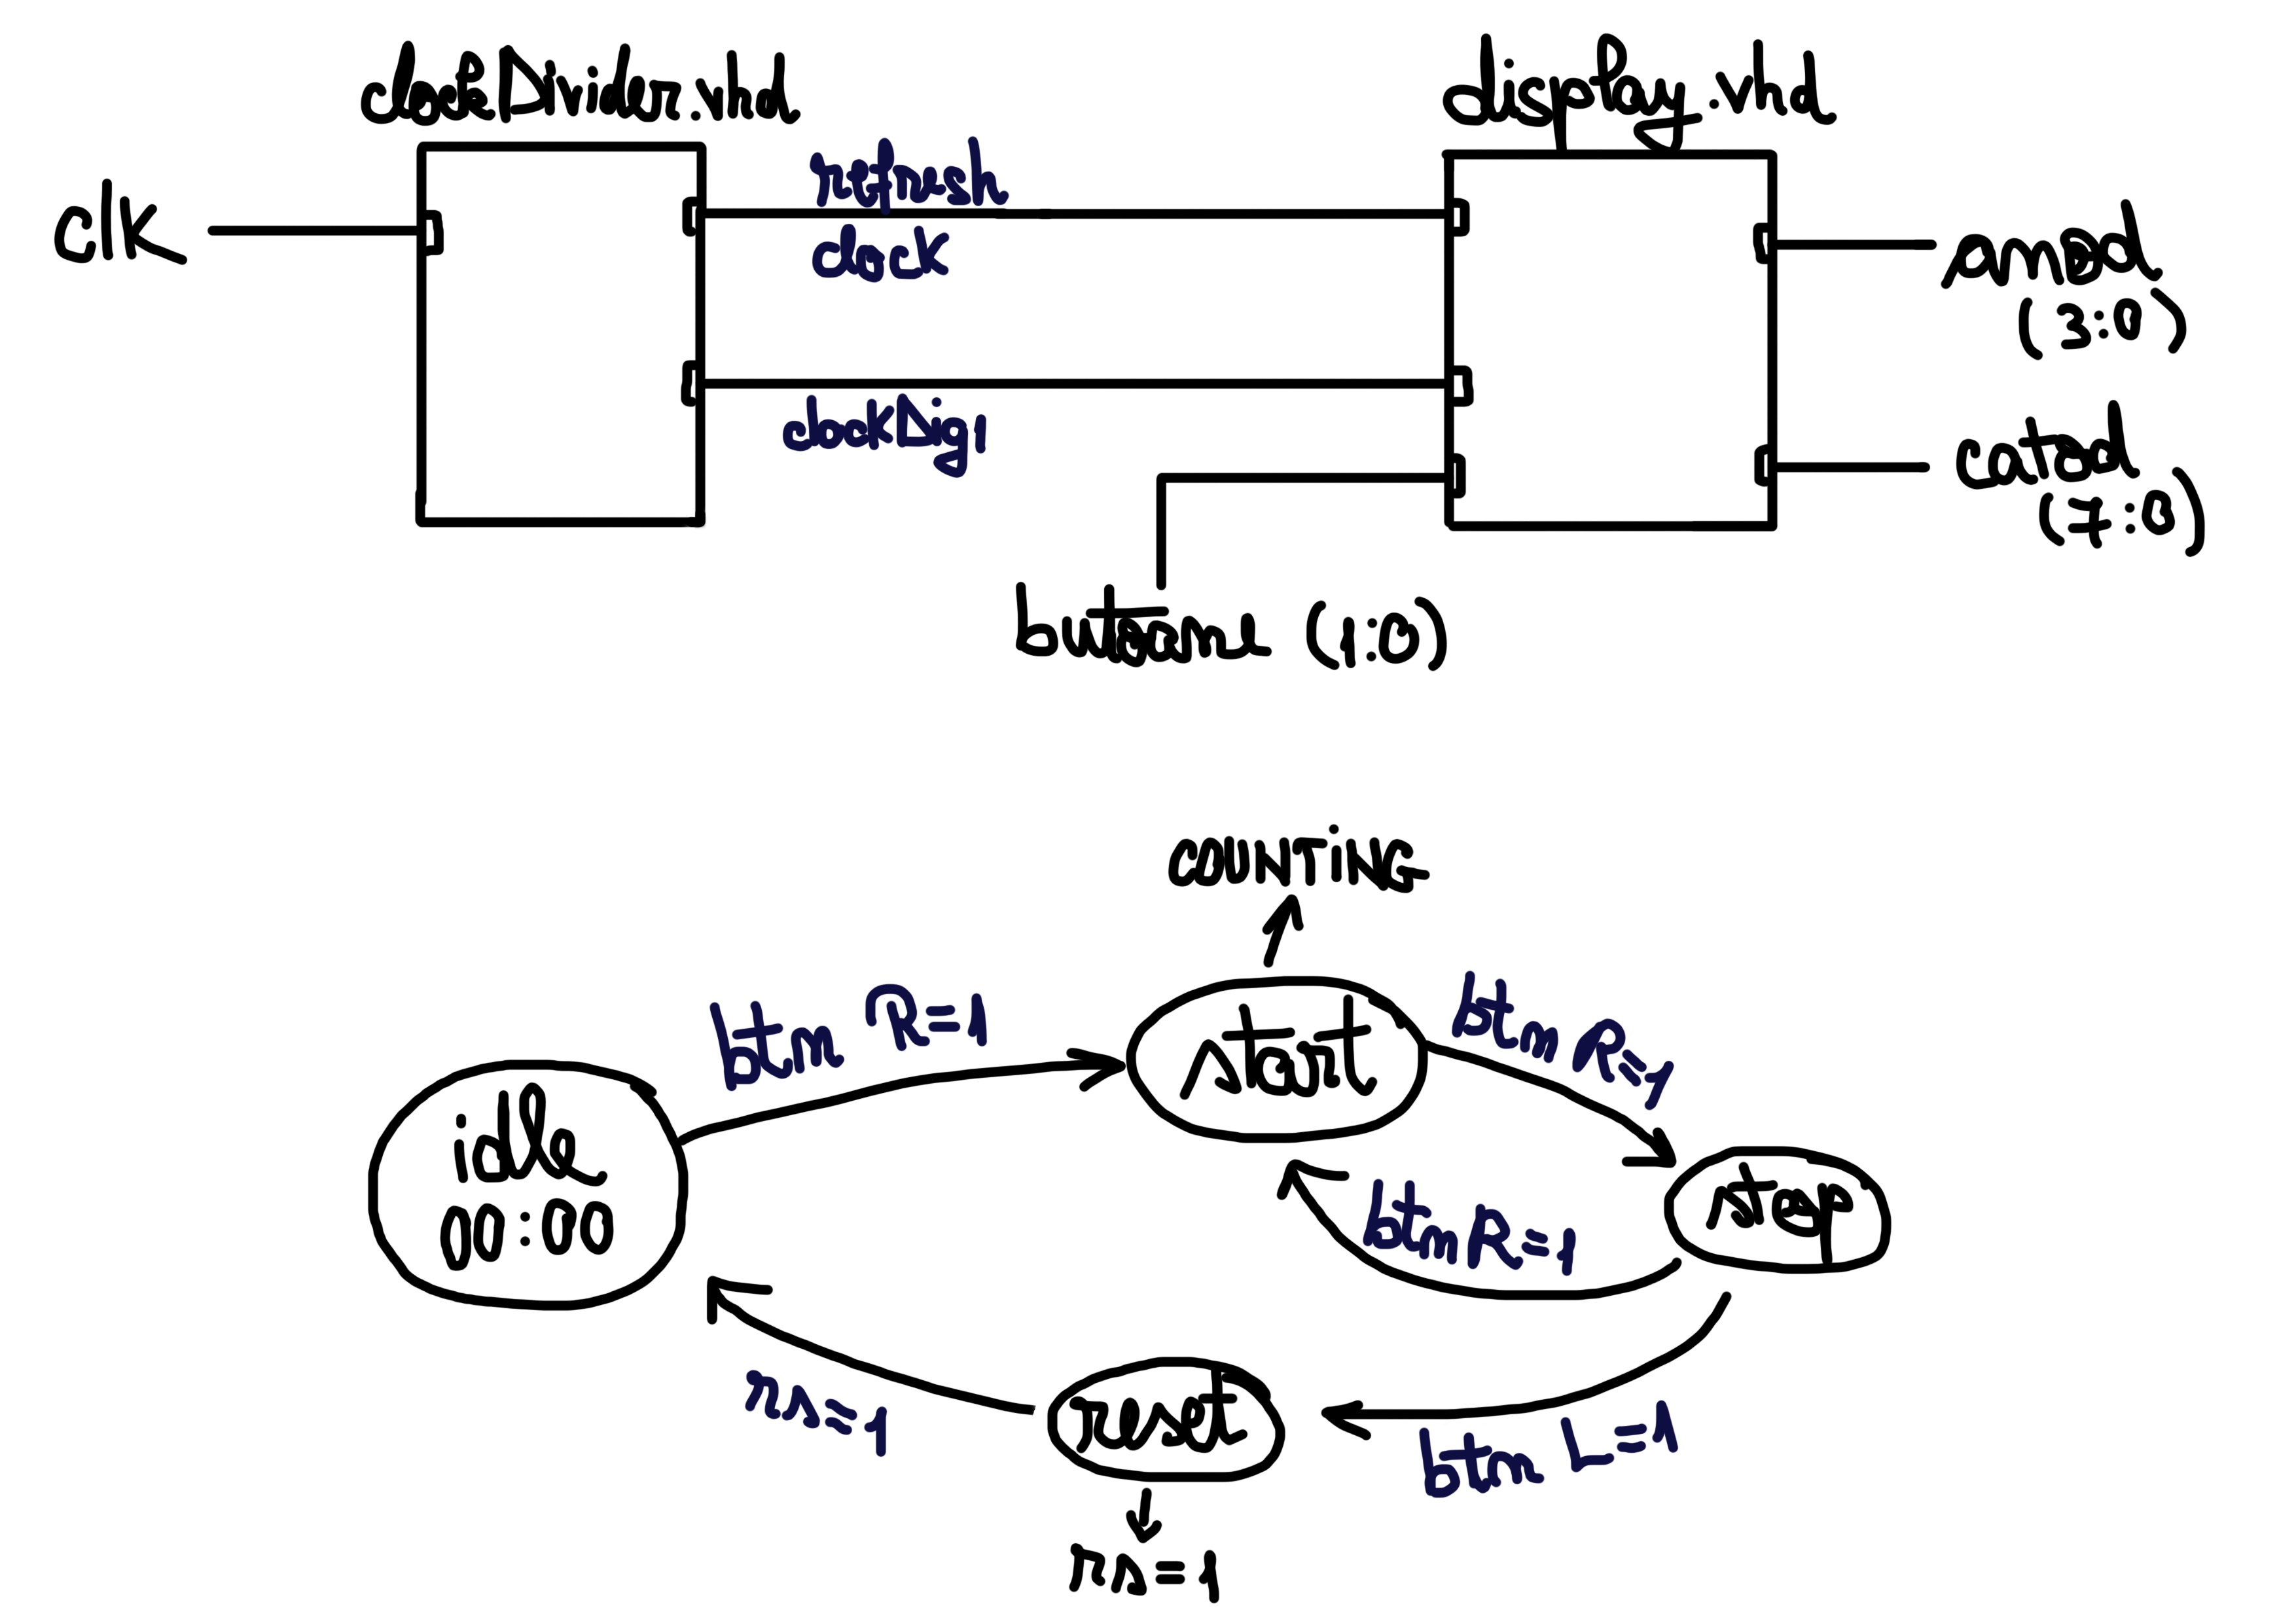 clockDivider.vhd
display.vhd
clk
refresh
clock
anod
(3:0)
clockDig1
catod
(7:0)
butoane (1:0)
COUNTING
btn R=1
start
btn R=1
idle
00:00
stop
btn R=1
rs=1
reset
btn L=1
rs=1